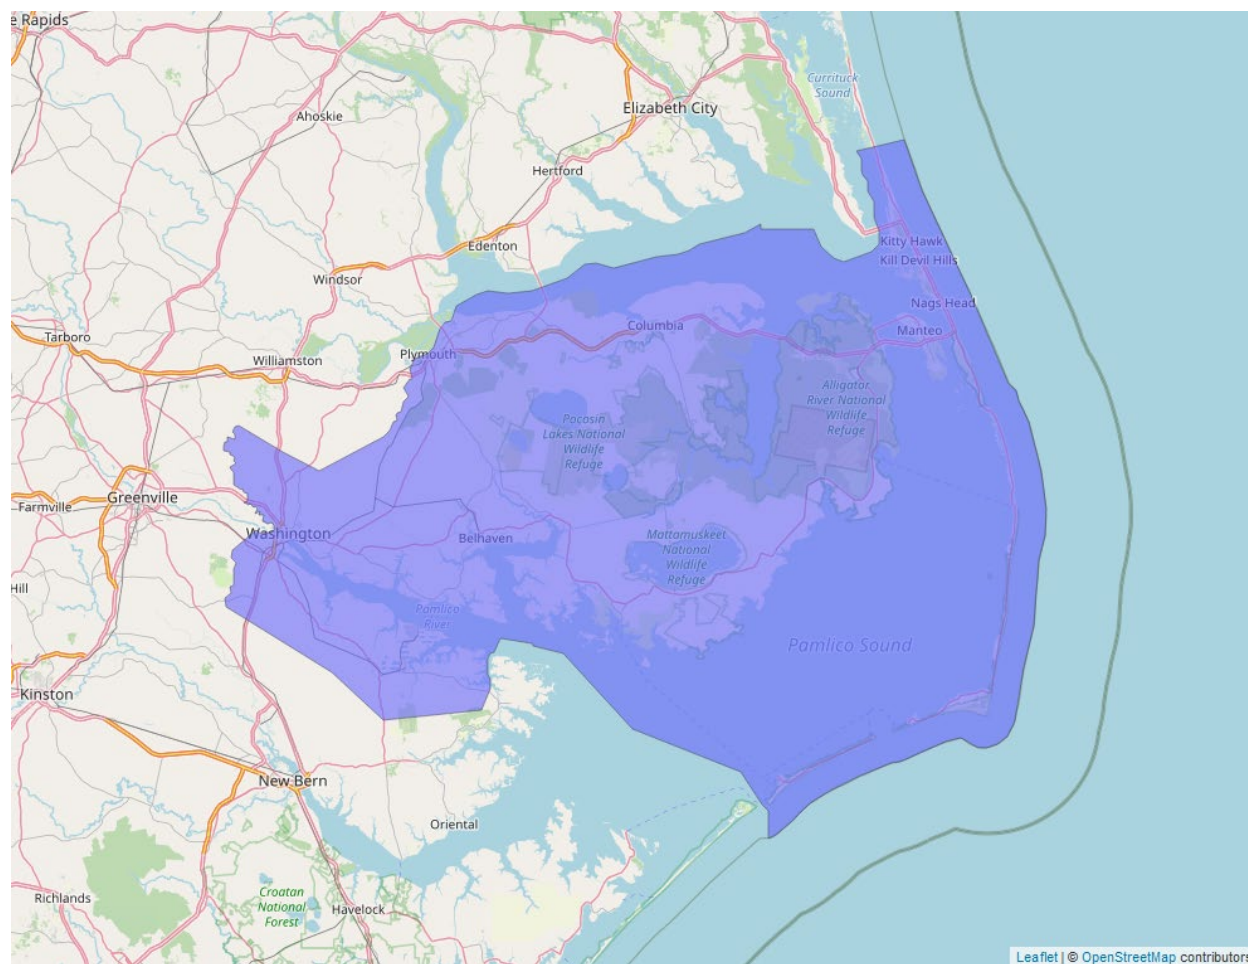 e Rapids
Currituck
Sound
Elizabeth City
Ahoskie
Hertford
Edenton
Kitty Hawk
Kill Devil Hills
Windsor
Nags Head
Columbia
Manteo
Tarboro
Plymouth
Williamston
Alligator
River National
Wildlife
Refuge
Pocosin
Lakes National
Wildlife
Refuge
Greenville
Farmville
Washington
Belhaven
Mattamuskeet
National
Wildlife
Refuge
Hill
Pamlico
River
Pamlico Sound
Kinston
New Bern
Oriental
Croatan
National
Forest
Richlands
Havelock
Leaflet | © OpenStreetMap contributors